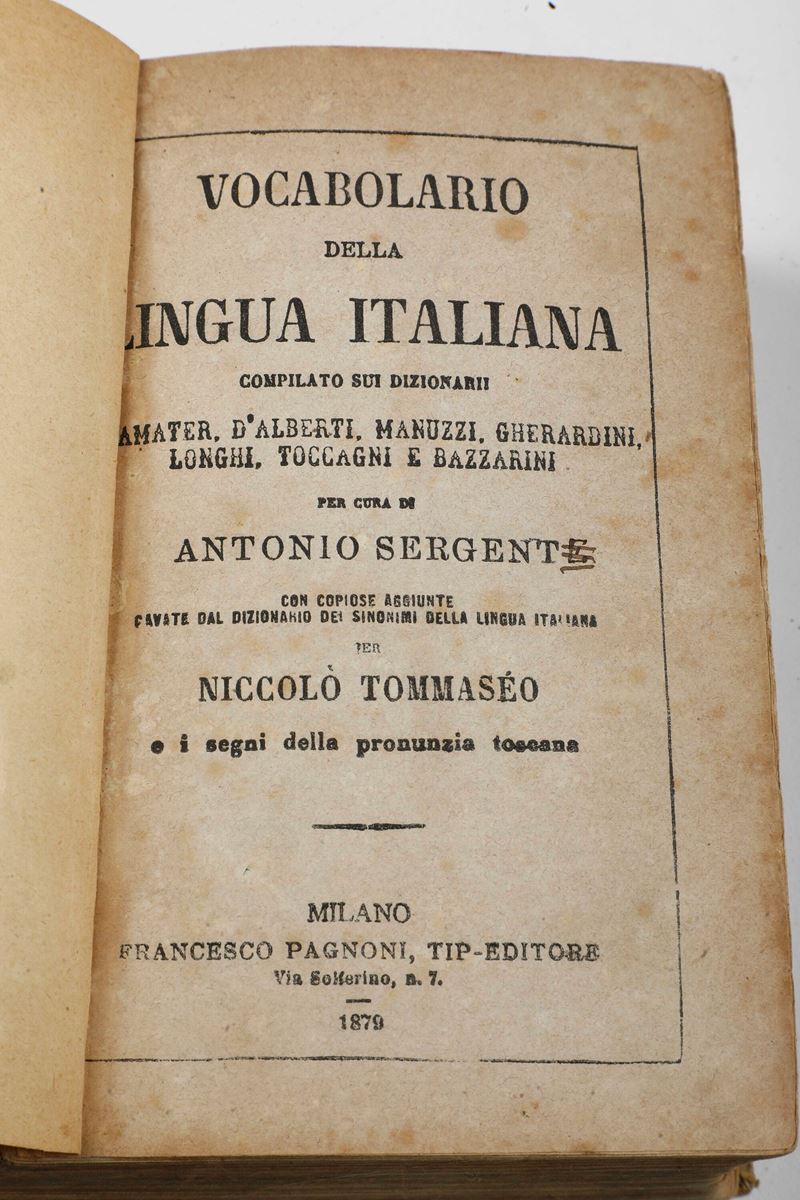 VOCABOLARIO
DELLA
LINGUA ITALIANA
COMPILATO SUI DIZIONARII
AMATER, D'ALBERTI, MANUZZI, GHERARDINI,
LONGHI, TOCCAGNI E BAZZARINI
PER CURA DI
ANTONIO SERGENTE
CON COPIOSE AGGIUNTE
CAVATE DAL DIZIONARIO DEI SINONIMI DELLA LINGUA ITALIANA
PER
NICCOLÒ TOMMASÉO
e i segni della pronunzia toscana
MILANO
FRANCESCO PAGNONI, TIP-EDITORE
Via Solferino, n. 7.
1879